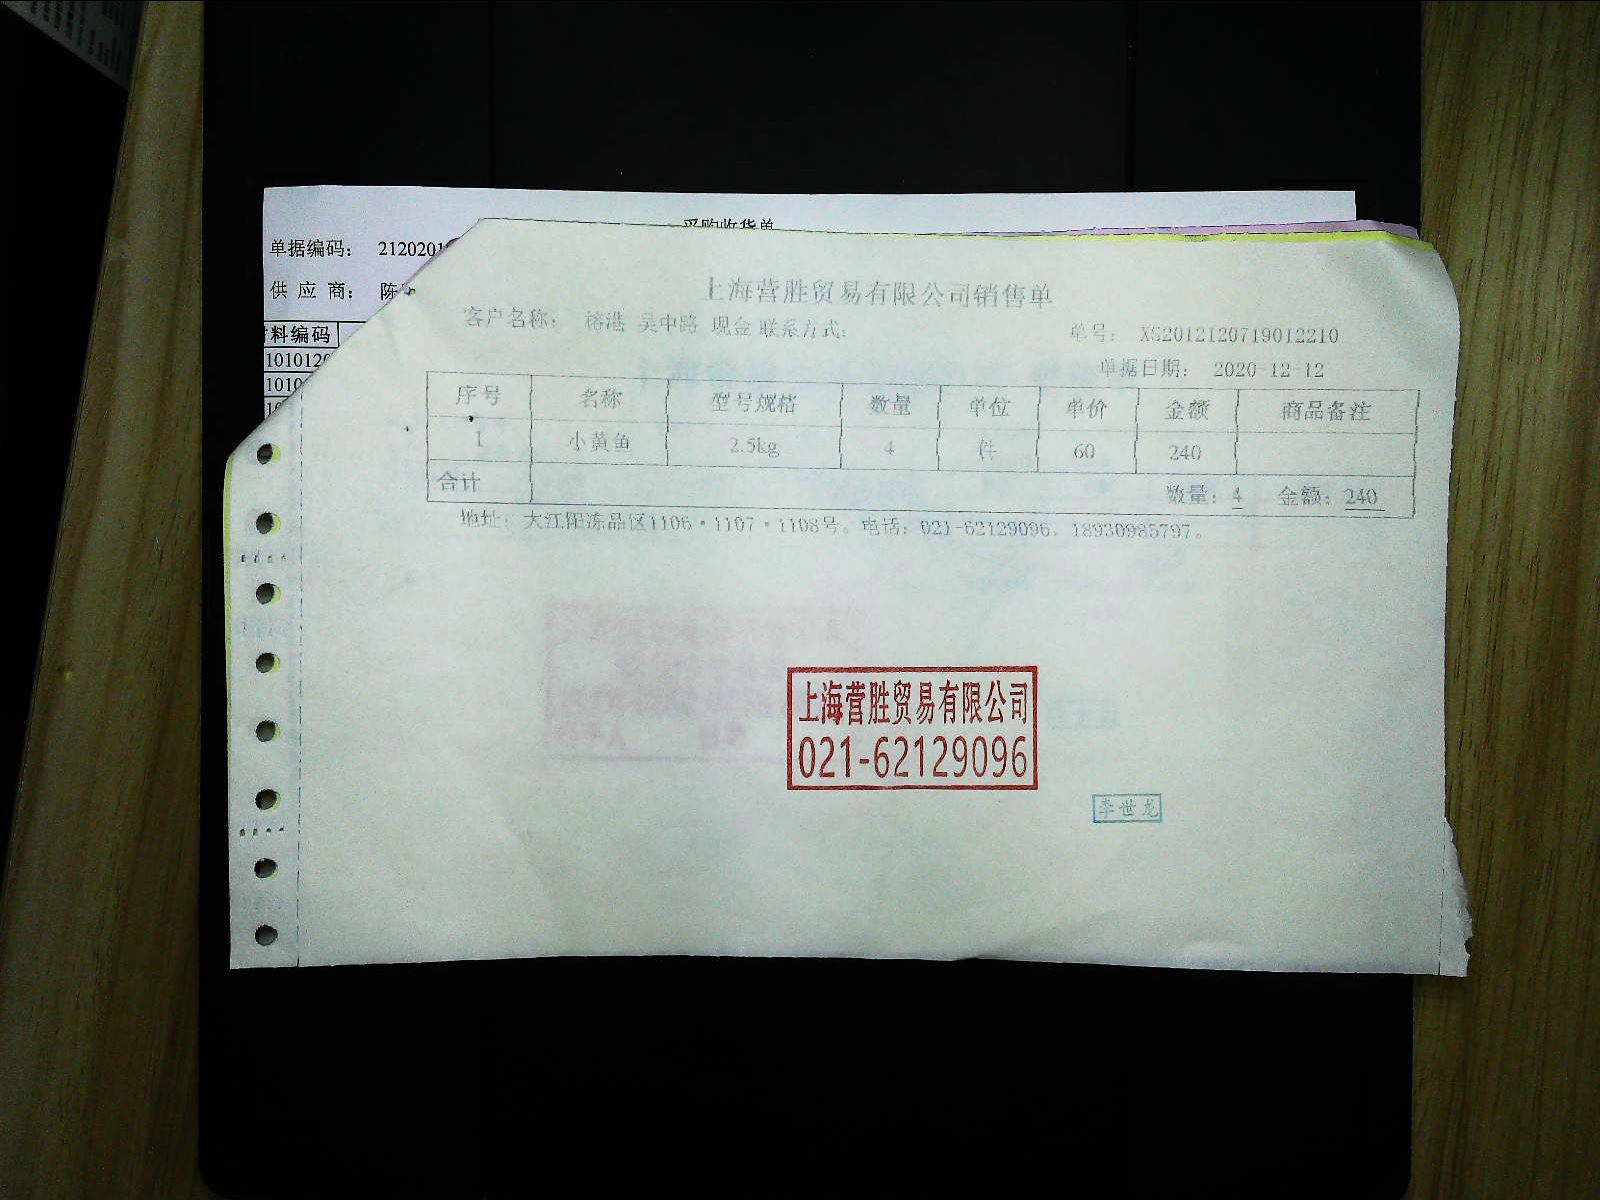 采购收货单
单据编码： 2120201
供 应 商： 陈
料编码
1010120
1010
上海营胜贸易有限公司销售单
客户名称： 榕港 吴中路 现金 联系方式:
单号： XS2012120719012210
单据日期： 2020-12-12
序号 名称 型号规格 数量 单位 单价 金额 商品备注
1 小黄鱼 2.5kg 4 件 60 240
合计 数量：4 金额：240
地址：大江阳冻品区1106·1107·1108号。电话：021-62129096，18930985797。
上海营胜贸易有限公司
021-62129096
李世龙